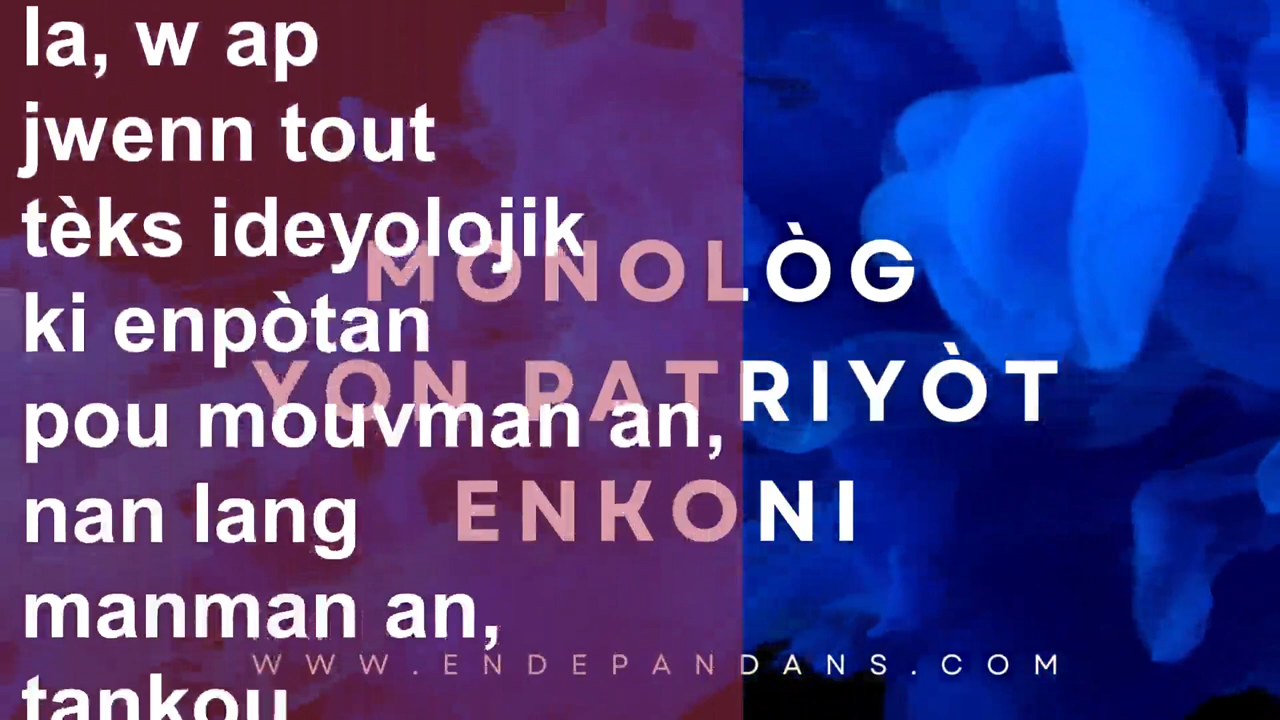 la, w ap
jwenn tout
tèks ideyolojik
ki enpòtan
pou mouvman an,
nan lang
manman an,
tankou
MONOLÒG
YON PATRIYÒT
ENKONI
WWW.ENDEPANDANS.COM